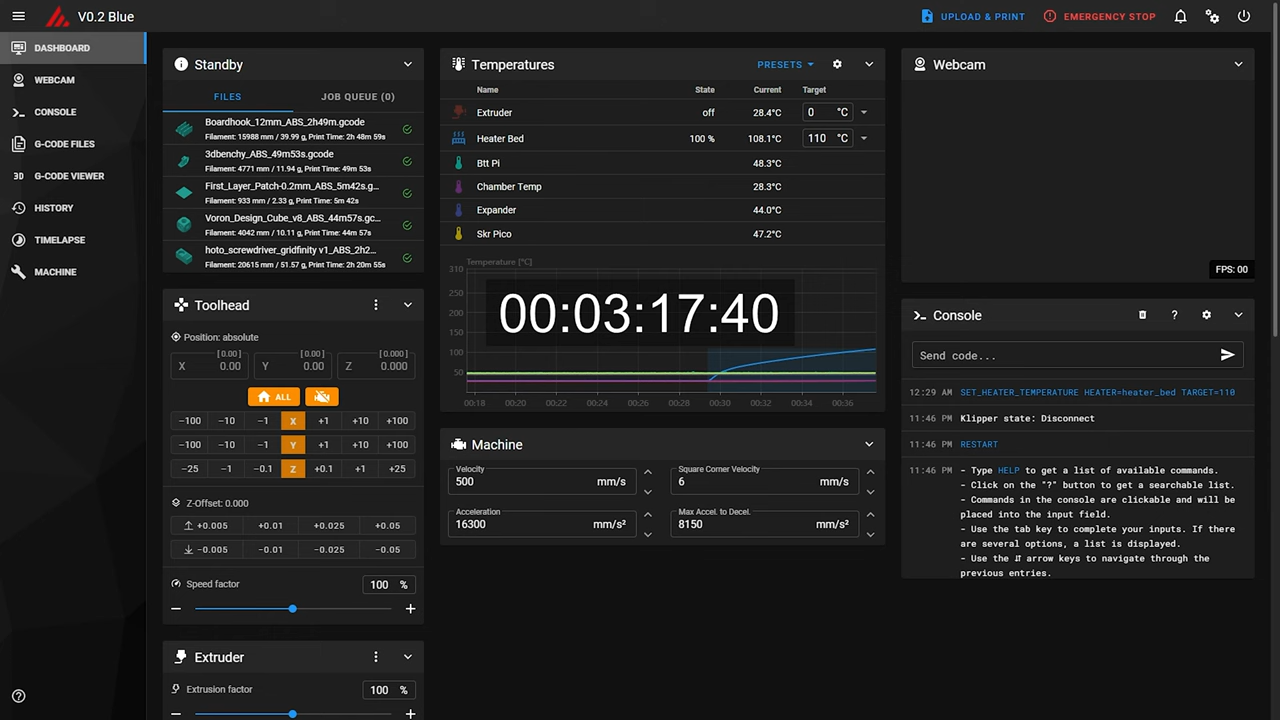 V0.2 Blue
UPLOAD & PRINT
EMERGENCY STOP
DASHBOARD
WEBCAM
CONSOLE
G-CODE FILES
3D G-CODE VIEWER
HISTORY
TIMELAPSE
MACHINE
Standby
FILES JOB QUEUE (0)
Boardhook_12mm_ABS_2h49m.gcode
Filament: 15988 mm / 39.99 g, Print Time: 2h 48m 59s
3dbenchy_ABS_49m53s.gcode
Filament: 4771 mm / 11.94 g, Print Time: 49m 53s
First_Layer_Patch-0.2mm_ABS_5m42s.g...
Filament: 933 mm / 2.33 g, Print Time: 5m 42s
Voron_Design_Cube_v8_ABS_44m57s.gc...
Filament: 4042 mm / 10.11 g, Print Time: 44m 57s
hoto_screwdriver_gridfinity v1_ABS_2h2...
Filament: 20615 mm / 51.57 g, Print Time: 2h 20m 55s
Toolhead
Position: absolute
[0.00] [0.00] [0.000]
X 0.00 Y 0.00 Z 0.000
ALL
−100 −10 −1 X +1 +10 +100
−100 −10 −1 Y +1 +10 +100
−25 −1 −0.1 Z +0.1 +1 +25
Z-Offset: 0.000
+0.005 +0.01 +0.025 +0.05
−0.005 −0.01 −0.025 −0.05
Speed factor 100 %
Extruder
Extrusion factor 100 %
Temperatures PRESETS
Name State Current Target
Extruder off 28.4°C 0 °C
Heater Bed 100 % 108.1°C 110 °C
Btt Pi 48.3°C
Chamber Temp 28.3°C
Expander 44.0°C
Skr Pico 47.2°C
Temperature [°C]
310
250
200
150
100
50
00:18 00:20 00:22 00:24 00:26 00:28 00:30 00:32 00:34 00:36
00:03:17:40
Machine
Velocity Square Corner Velocity
500 mm/s 6 mm/s
Acceleration Max Accel. to Decel.
16300 mm/s² 8150 mm/s²
Webcam
FPS: 00
Console
Send code...
12:29 AM SET_HEATER_TEMPERATURE HEATER=heater_bed TARGET=110
11:46 PM Klipper state: Disconnect
11:46 PM RESTART
11:46 PM - Type HELP to get a list of available commands.
- Click on the "?" button to get a searchable list.
- Commands in the console are clickable and will be
placed into the input field.
- Use the tab key to complete your inputs. If there
are several options, a list is displayed.
- Use the ⇵ arrow keys to navigate through the
previous entries.